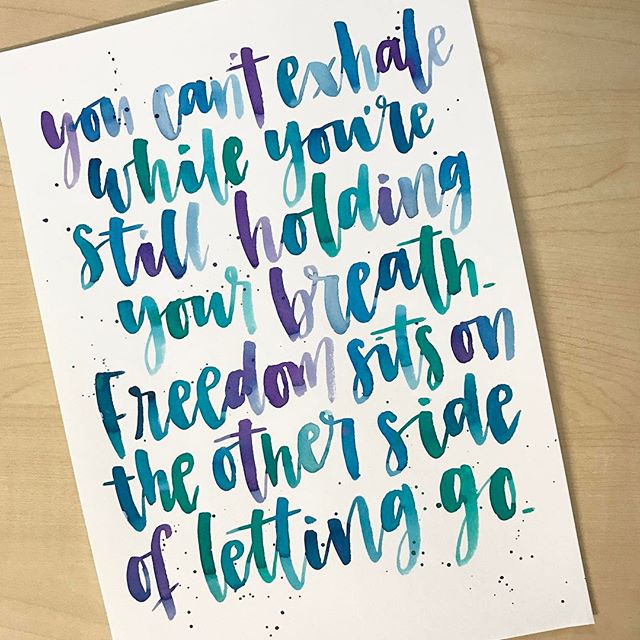 you can't exhale
while you're
still holding
your breath.
Freedom sits on
the other side
of letting go.